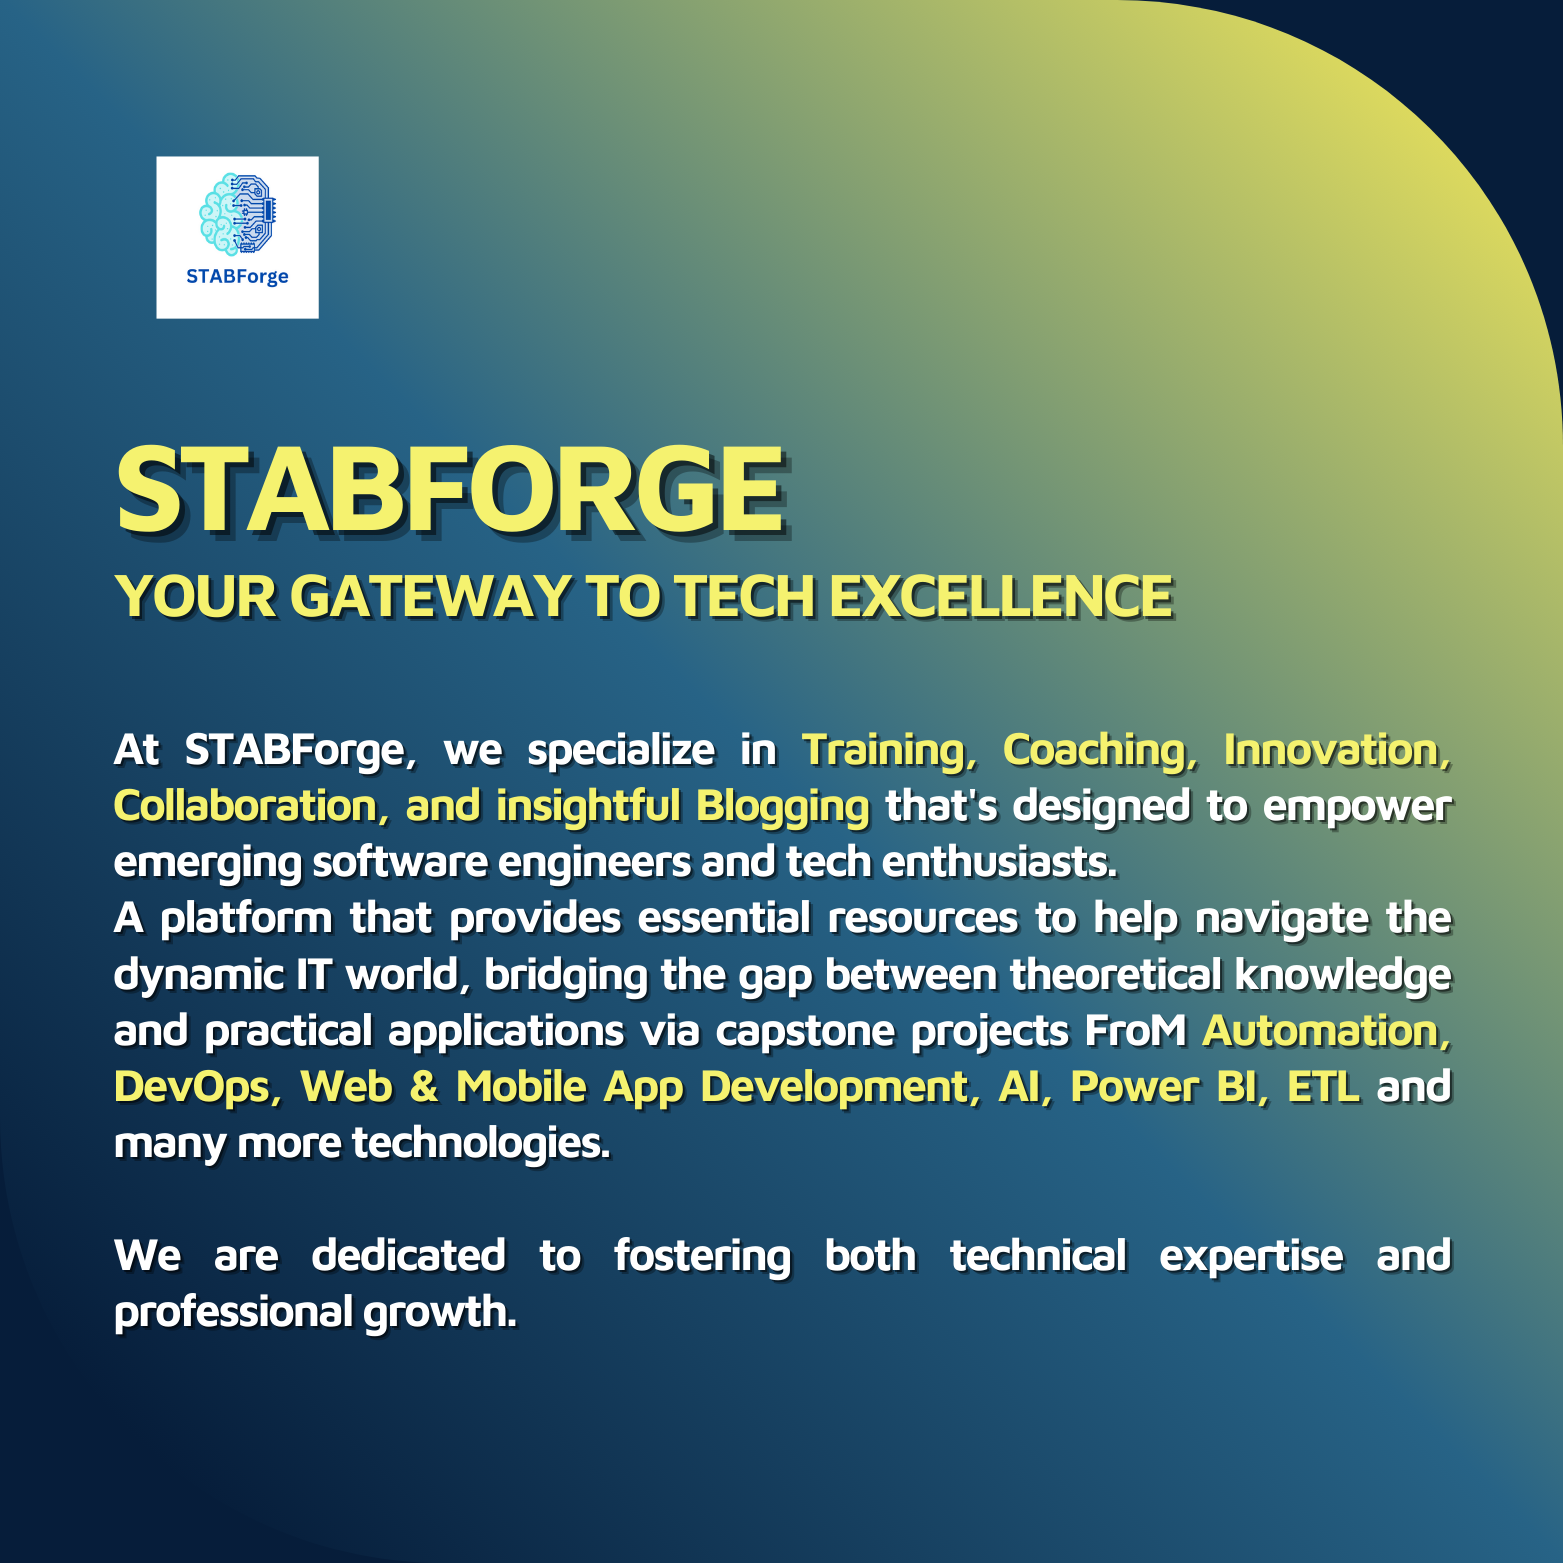 STABForge
STABFORGE
YOUR GATEWAY TO TECH EXCELLENCE
At STABForge, we specialize in Training, Coaching, Innovation,
Collaboration, and insightful Blogging that's designed to empower
emerging software engineers and tech enthusiasts.
A platform that provides essential resources to help navigate the
dynamic IT world, bridging the gap between theoretical knowledge
and practical applications via capstone projects FroM Automation,
DevOps, Web & Mobile App Development, AI, Power BI, ETL and
many more technologies.
We are dedicated to fostering both technical expertise and
professional growth.